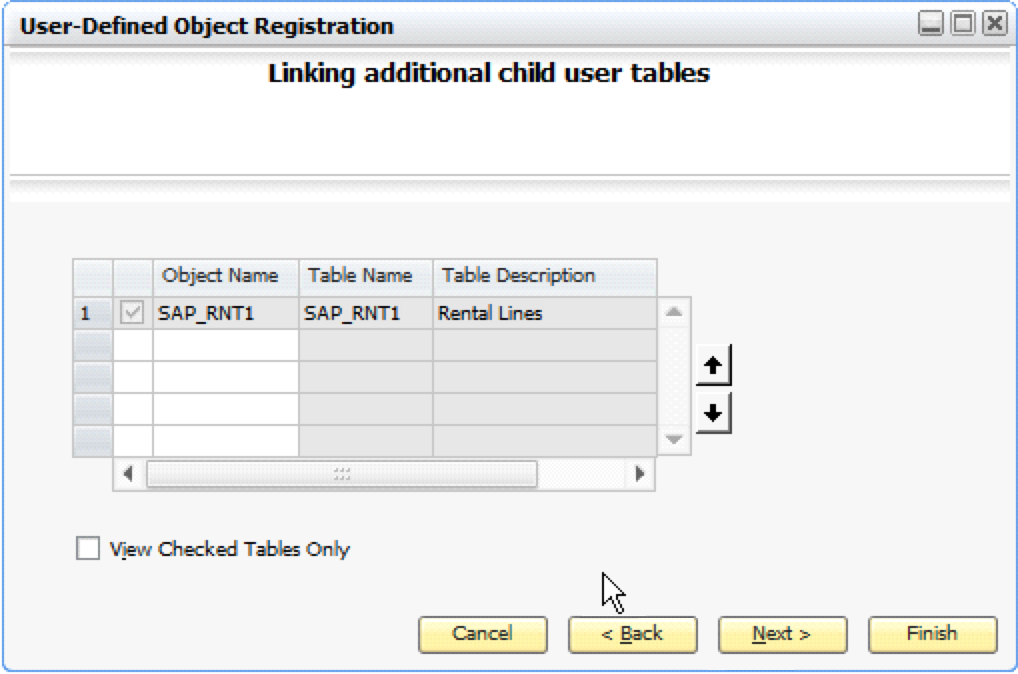 User-Defined Object Registration
Linking additional child user tables
Object Name Table Name Table Description
1 SAP_RNT1 SAP_RNT1 Rental Lines
View Checked Tables Only
Cancel < Back Next > Finish